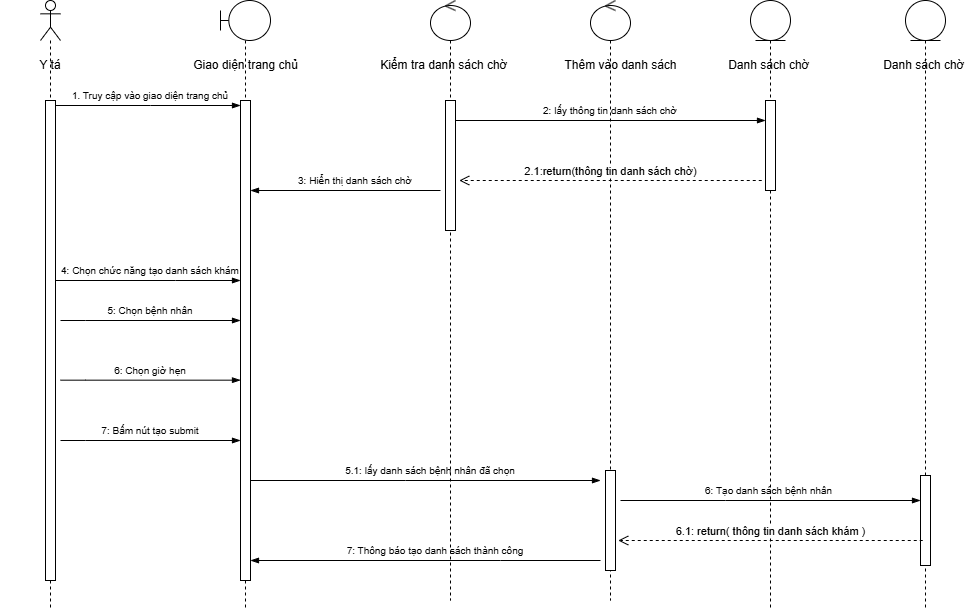 Y tá
Giao diện trang chủ
Kiểm tra danh sách chờ
Thêm vào danh sách
Danh sách chờ
Danh sách chờ
1. Truy cập vào giao diện trang chủ
2: lấy thông tin danh sách chờ
2.1:return(thông tin danh sách chờ)
3: Hiển thị danh sách chờ
4: Chọn chức năng tạo danh sách khám
5: Chọn bệnh nhân
6: Chọn giờ hẹn
7: Bấm nút tạo submit
5.1: lấy danh sách bệnh nhân đã chọn
6: Tạo danh sách bệnh nhân
6.1: return( thông tin danh sách khám )
7: Thông báo tạo danh sách thành công